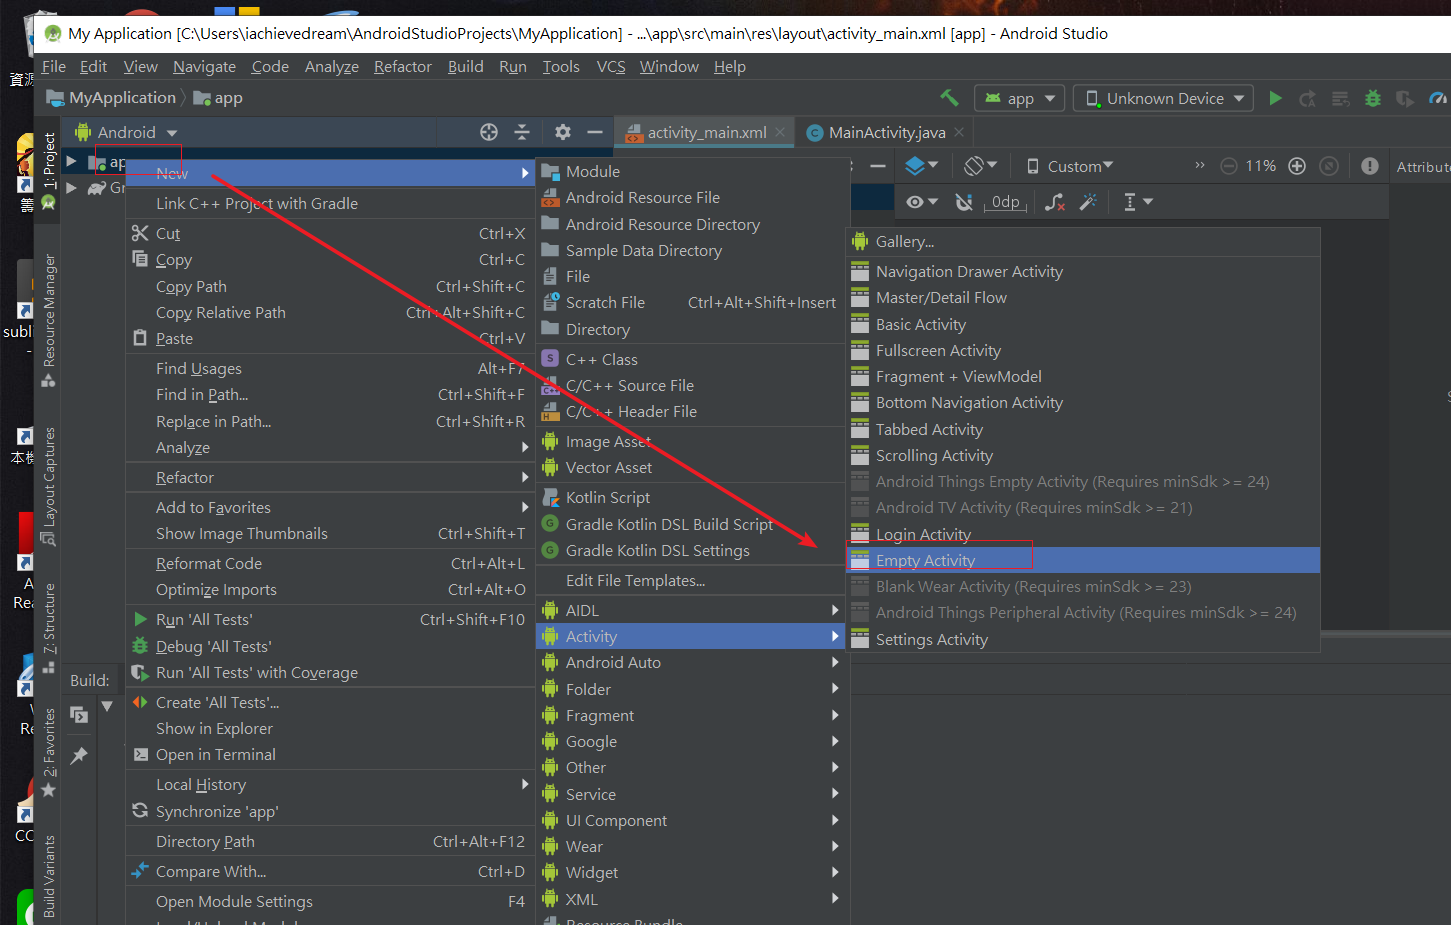 資源
My Application [C:\Users\iachievedream\AndroidStudioProjects\MyApplication] - ...\app\src\main\res\layout\activity_main.xml [app] - Android Studio
File Edit View Navigate Code Analyze Refactor Build Run Tools VCS Window Help
MyApplication app
app
Unknown Device
Android
activity_main.xml
MainActivity.java
Custom
11%
Attribute
0dp
1: Project
Resource Manager
Layout Captures
7: Structure
2: Favorites
Build Variants
籌
subli
-
本機
A
Rea
Re
CC
ap
Gr
Build:
New
Link C++ Project with Gradle
Cut Ctrl+X
Copy Ctrl+C
Copy Path Ctrl+Shift+C
Copy Relative Path Ctrl+Alt+Shift+C
Paste Ctrl+V
Find Usages Alt+F7
Find in Path... Ctrl+Shift+F
Replace in Path... Ctrl+Shift+R
Analyze
Refactor
Add to Favorites
Show Image Thumbnails Ctrl+Shift+T
Reformat Code Ctrl+Alt+L
Optimize Imports Ctrl+Alt+O
Run 'All Tests' Ctrl+Shift+F10
Debug 'All Tests'
Run 'All Tests' with Coverage
Create 'All Tests'...
Show in Explorer
Open in Terminal
Local History
Synchronize 'app'
Directory Path Ctrl+Alt+F12
Compare With... Ctrl+D
Open Module Settings F4
Module
Android Resource File
Android Resource Directory
Sample Data Directory
File
Scratch File Ctrl+Alt+Shift+Insert
Directory
C++ Class
C/C++ Source File
C/C++ Header File
Image Asset
Vector Asset
Kotlin Script
Gradle Kotlin DSL Build Script
Gradle Kotlin DSL Settings
Edit File Templates...
AIDL
Activity
Android Auto
Folder
Fragment
Google
Other
Service
UI Component
Wear
Widget
XML
Resource Bundle
Gallery...
Navigation Drawer Activity
Master/Detail Flow
Basic Activity
Fullscreen Activity
Fragment + ViewModel
Bottom Navigation Activity
Tabbed Activity
Scrolling Activity
Android Things Empty Activity (Requires minSdk >= 24)
Android TV Activity (Requires minSdk >= 21)
Login Activity
Empty Activity
Blank Wear Activity (Requires minSdk >= 23)
Android Things Peripheral Activity (Requires minSdk >= 24)
Settings Activity